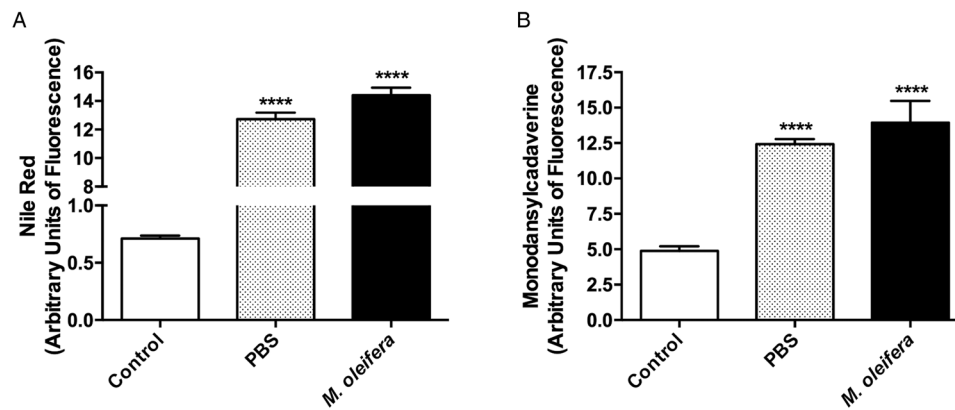 A
Nile Red
(Arbitrary Units of Fluorescence)
16
14
12
10
8
1.0
0.5
0.0
****
****
Control
PBS
M. oleifera
B
Monodansylcadaverine
(Arbitrary Units of Fluorescence)
17.5
15.0
12.5
10.0
7.5
5.0
2.5
0.0
****
****
Control
PBS
M. oleifera